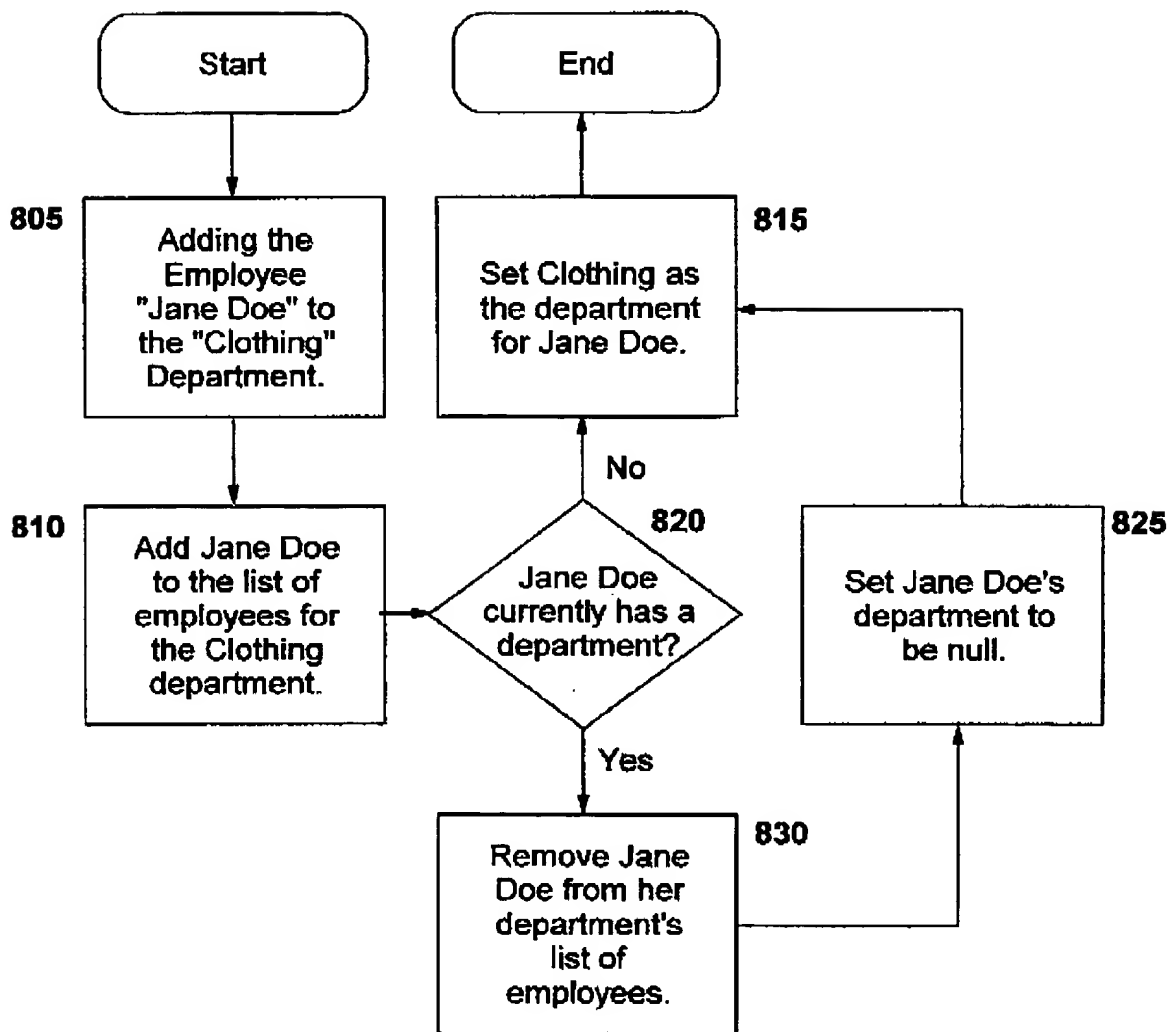 Start
End
805
Adding the
Employee
"Jane Doe" to
the "Clothing"
Department.
815
Set Clothing as
the department
for Jane Doe.
No
810
Add Jane Doe
to the list of
employees for
the Clothing
department.
820
Jane Doe
currently has a
department?
825
Set Jane Doe's
department to
be null.
Yes
830
Remove Jane
Doe from her
department's
list of
employees.